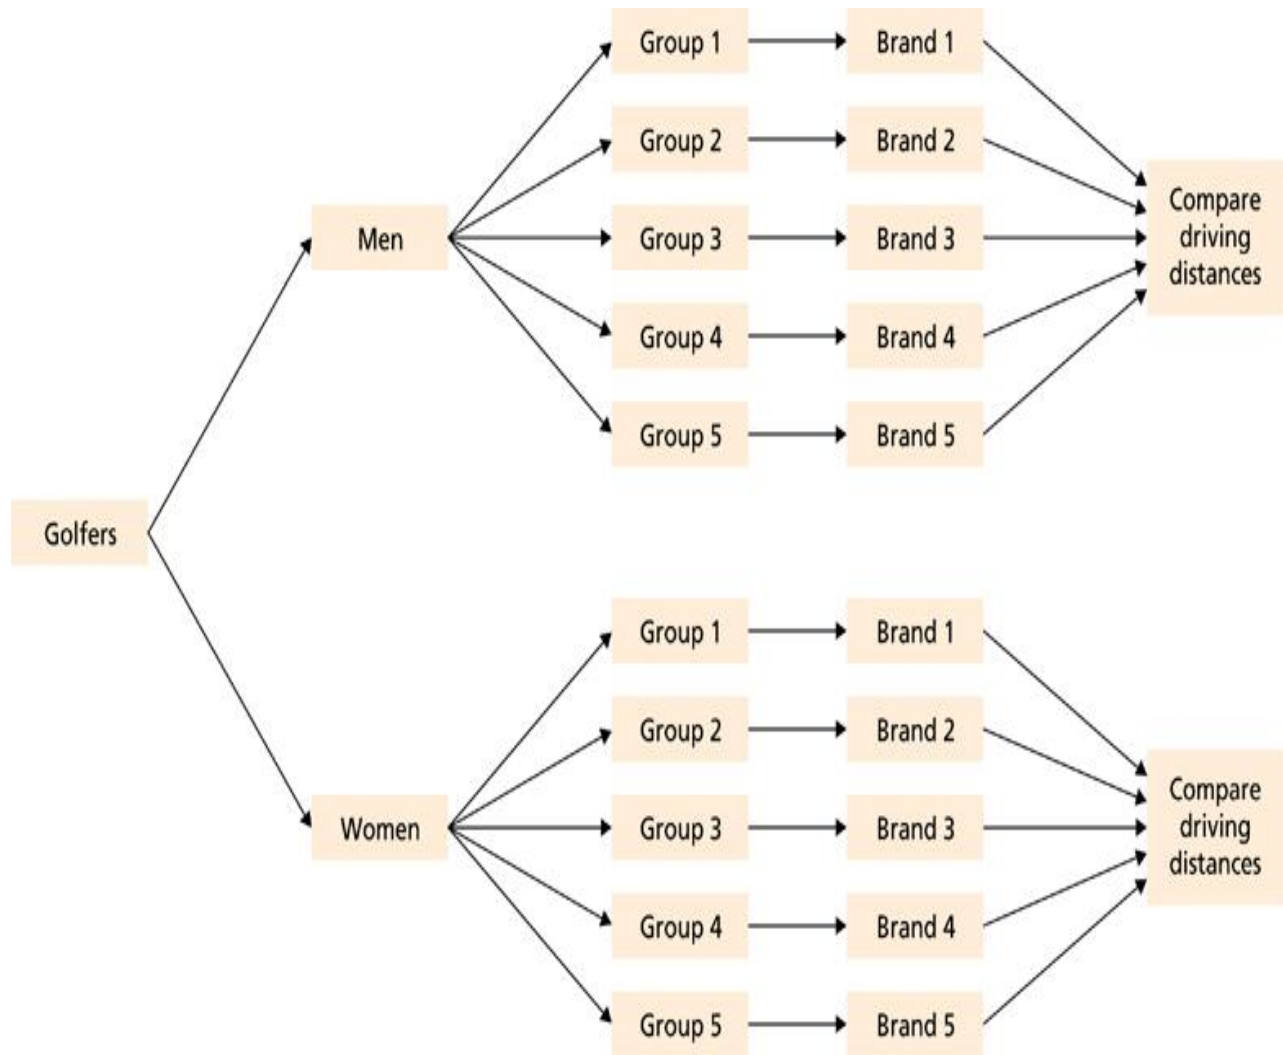 Golfers
Men
Group 1
Brand 1
Group 2
Brand 2
Group 3
Brand 3
Group 4
Brand 4
Group 5
Brand 5
Compare
driving
distances
Women
Group 1
Brand 1
Group 2
Brand 2
Group 3
Brand 3
Group 4
Brand 4
Group 5
Brand 5
Compare
driving
distances